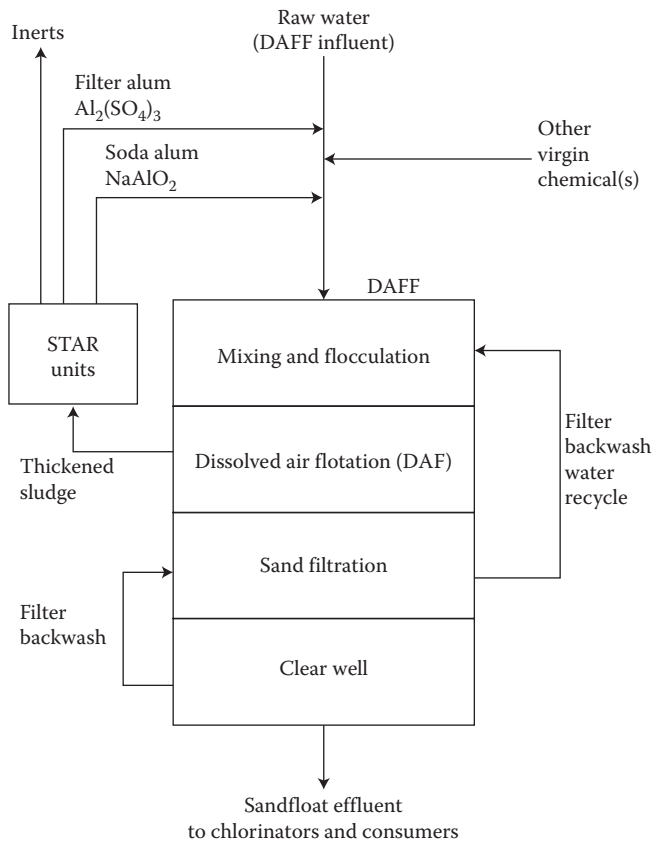 Inerts
Raw water
(DAFF influent)
Filter alum
Al₂(SO₄)₃
Other
virgin
chemical(s)
Soda alum
NaAlO₂
DAFF
STAR
units
Mixing and flocculation
Thickened
sludge
Dissolved air flotation (DAF)
Filter
backwash
water
recycle
Sand filtration
Filter
backwash
Clear well
Sandfloat effluent
to chlorinators and consumers